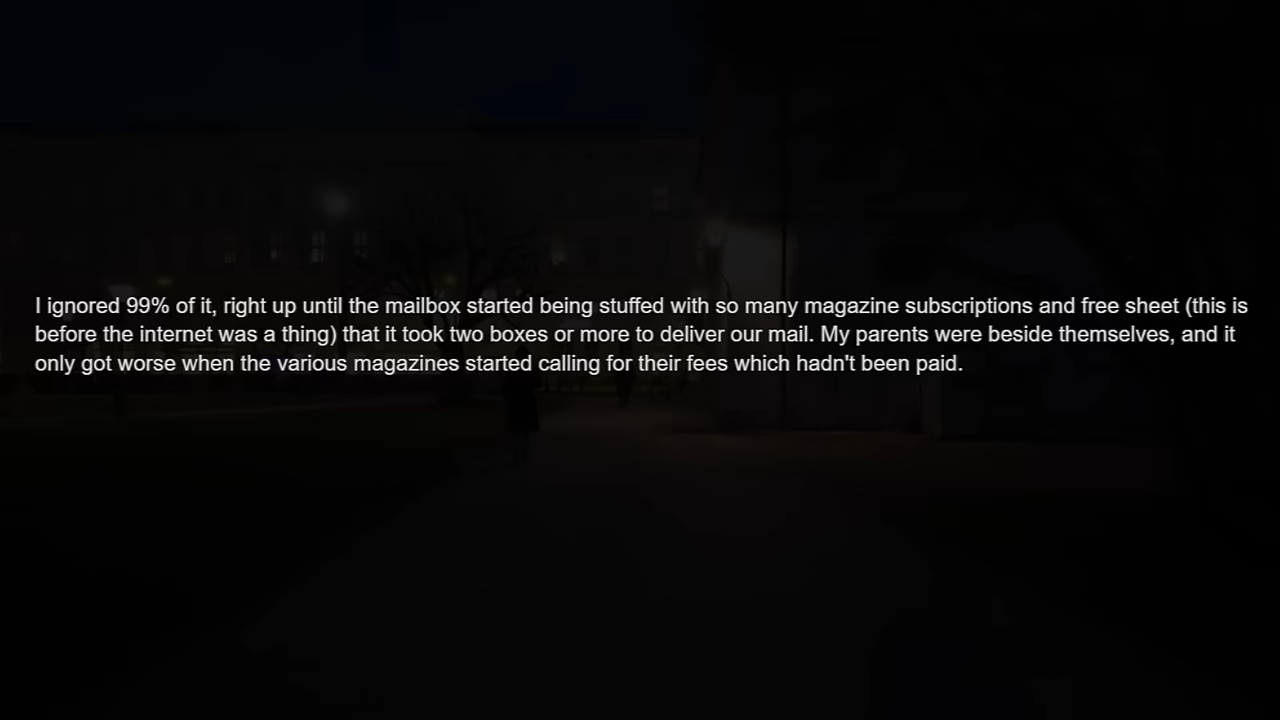 I ignored 99% of it, right up until the mailbox started being stuffed with so many magazine subscriptions and free sheet (this is
before the internet was a thing) that it took two boxes or more to deliver our mail. My parents were beside themselves, and it
only got worse when the various magazines started calling for their fees which hadn't been paid.